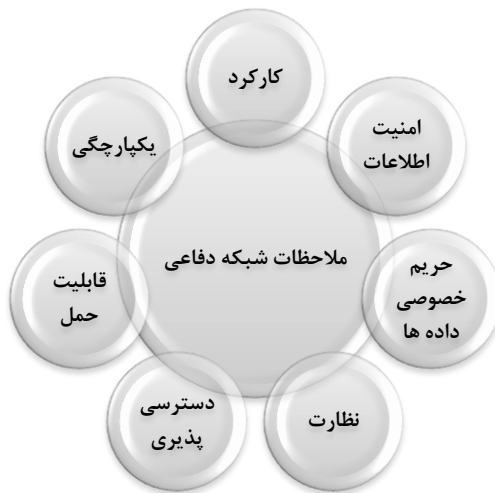 کارکرد
امنیت
اطلاعات
حریم
خصوصی
داده ها
نظارت
دسترسی
پذیری
قابلیت
حمل
یکپارچگی
ملاحظات شبکه دفاعی